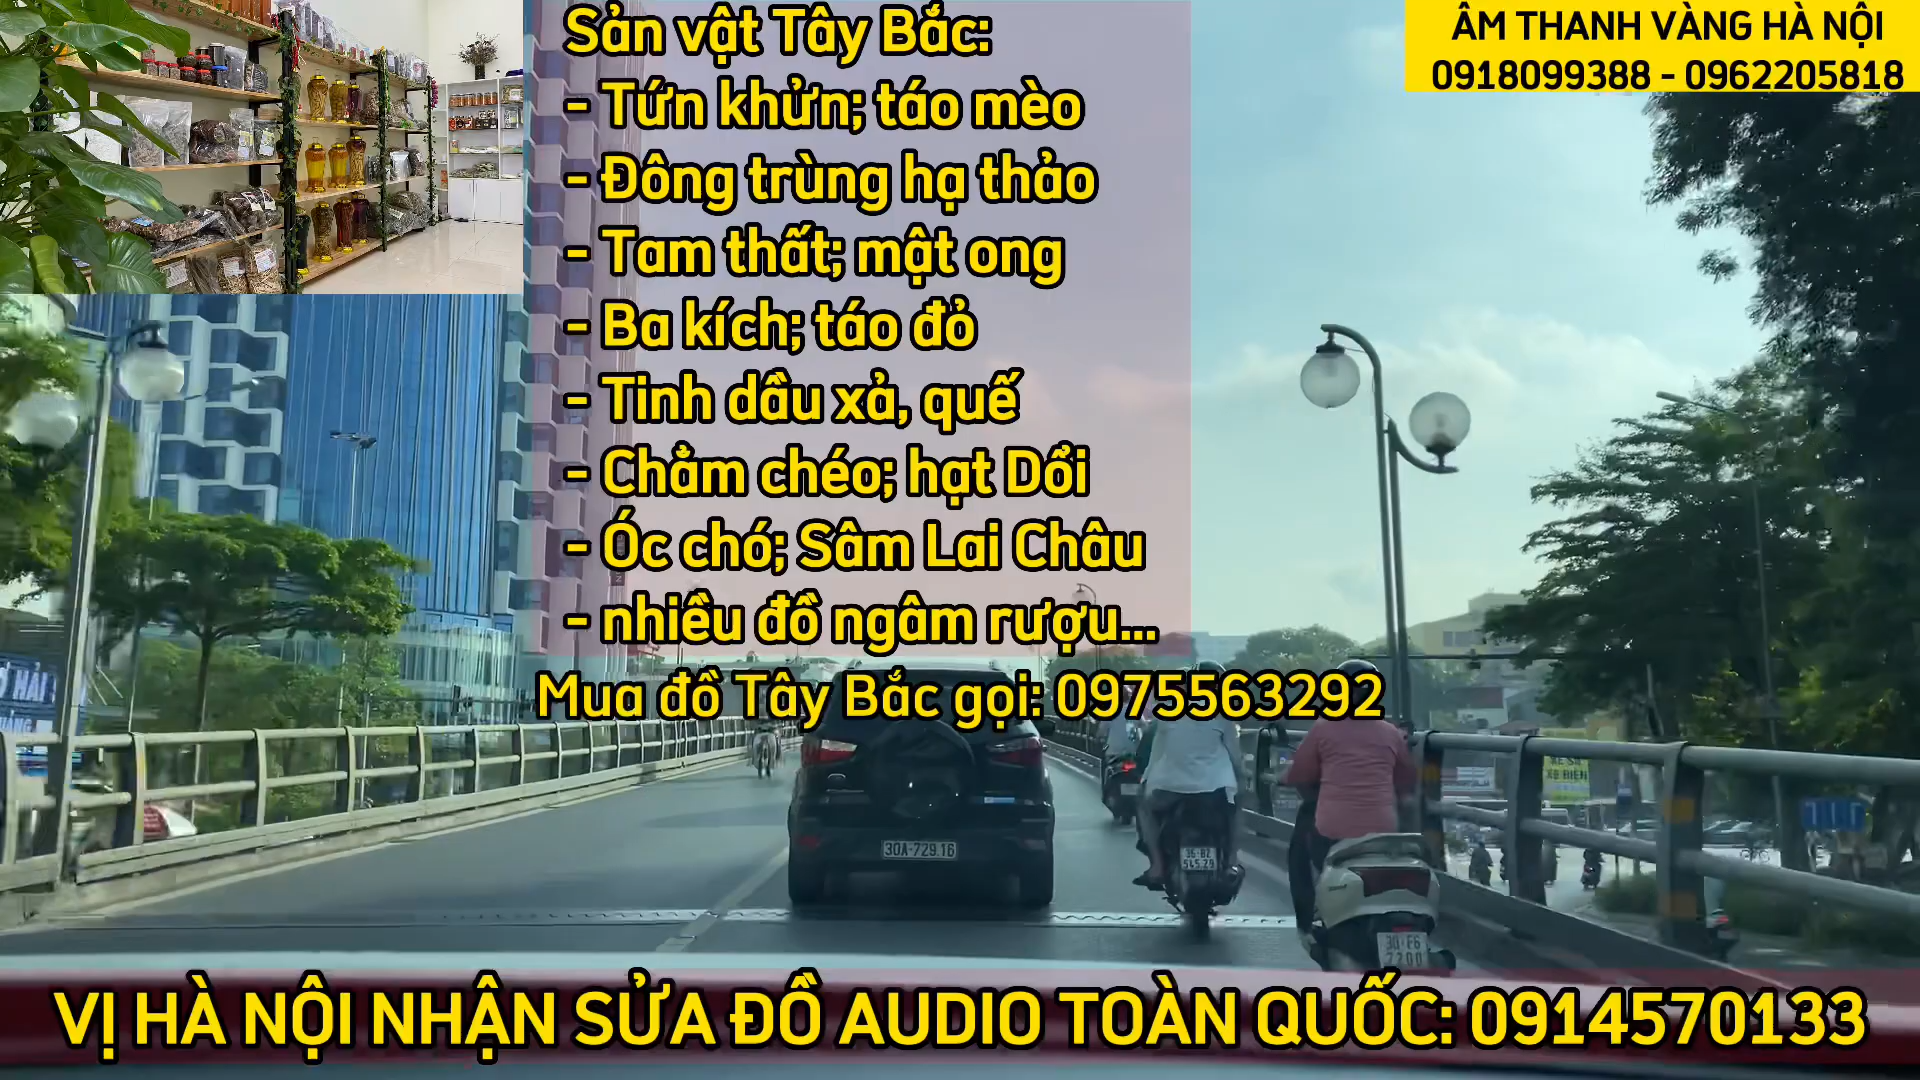 Sản vật Tây Bắc:
- Tứn khửn; táo mèo
- Đông trùng hạ thảo
- Tam thất; mật ong
- Ba kích; táo đỏ
- Tinh dầu xả, quế
- Chẳm chéo; hạt Dổi
- Óc chó; Sâm Lai Châu
- nhiều đồ ngâm rượu...
Mua đồ Tây Bắc gọi: 0975563292
ÂM THANH VÀNG HÀ NỘI
0918099388 - 0962205818
30A-729.16
VỊ HÀ NỘI NHẬN SỬA ĐỒ AUDIO TOÀN QUỐC: 0914570133